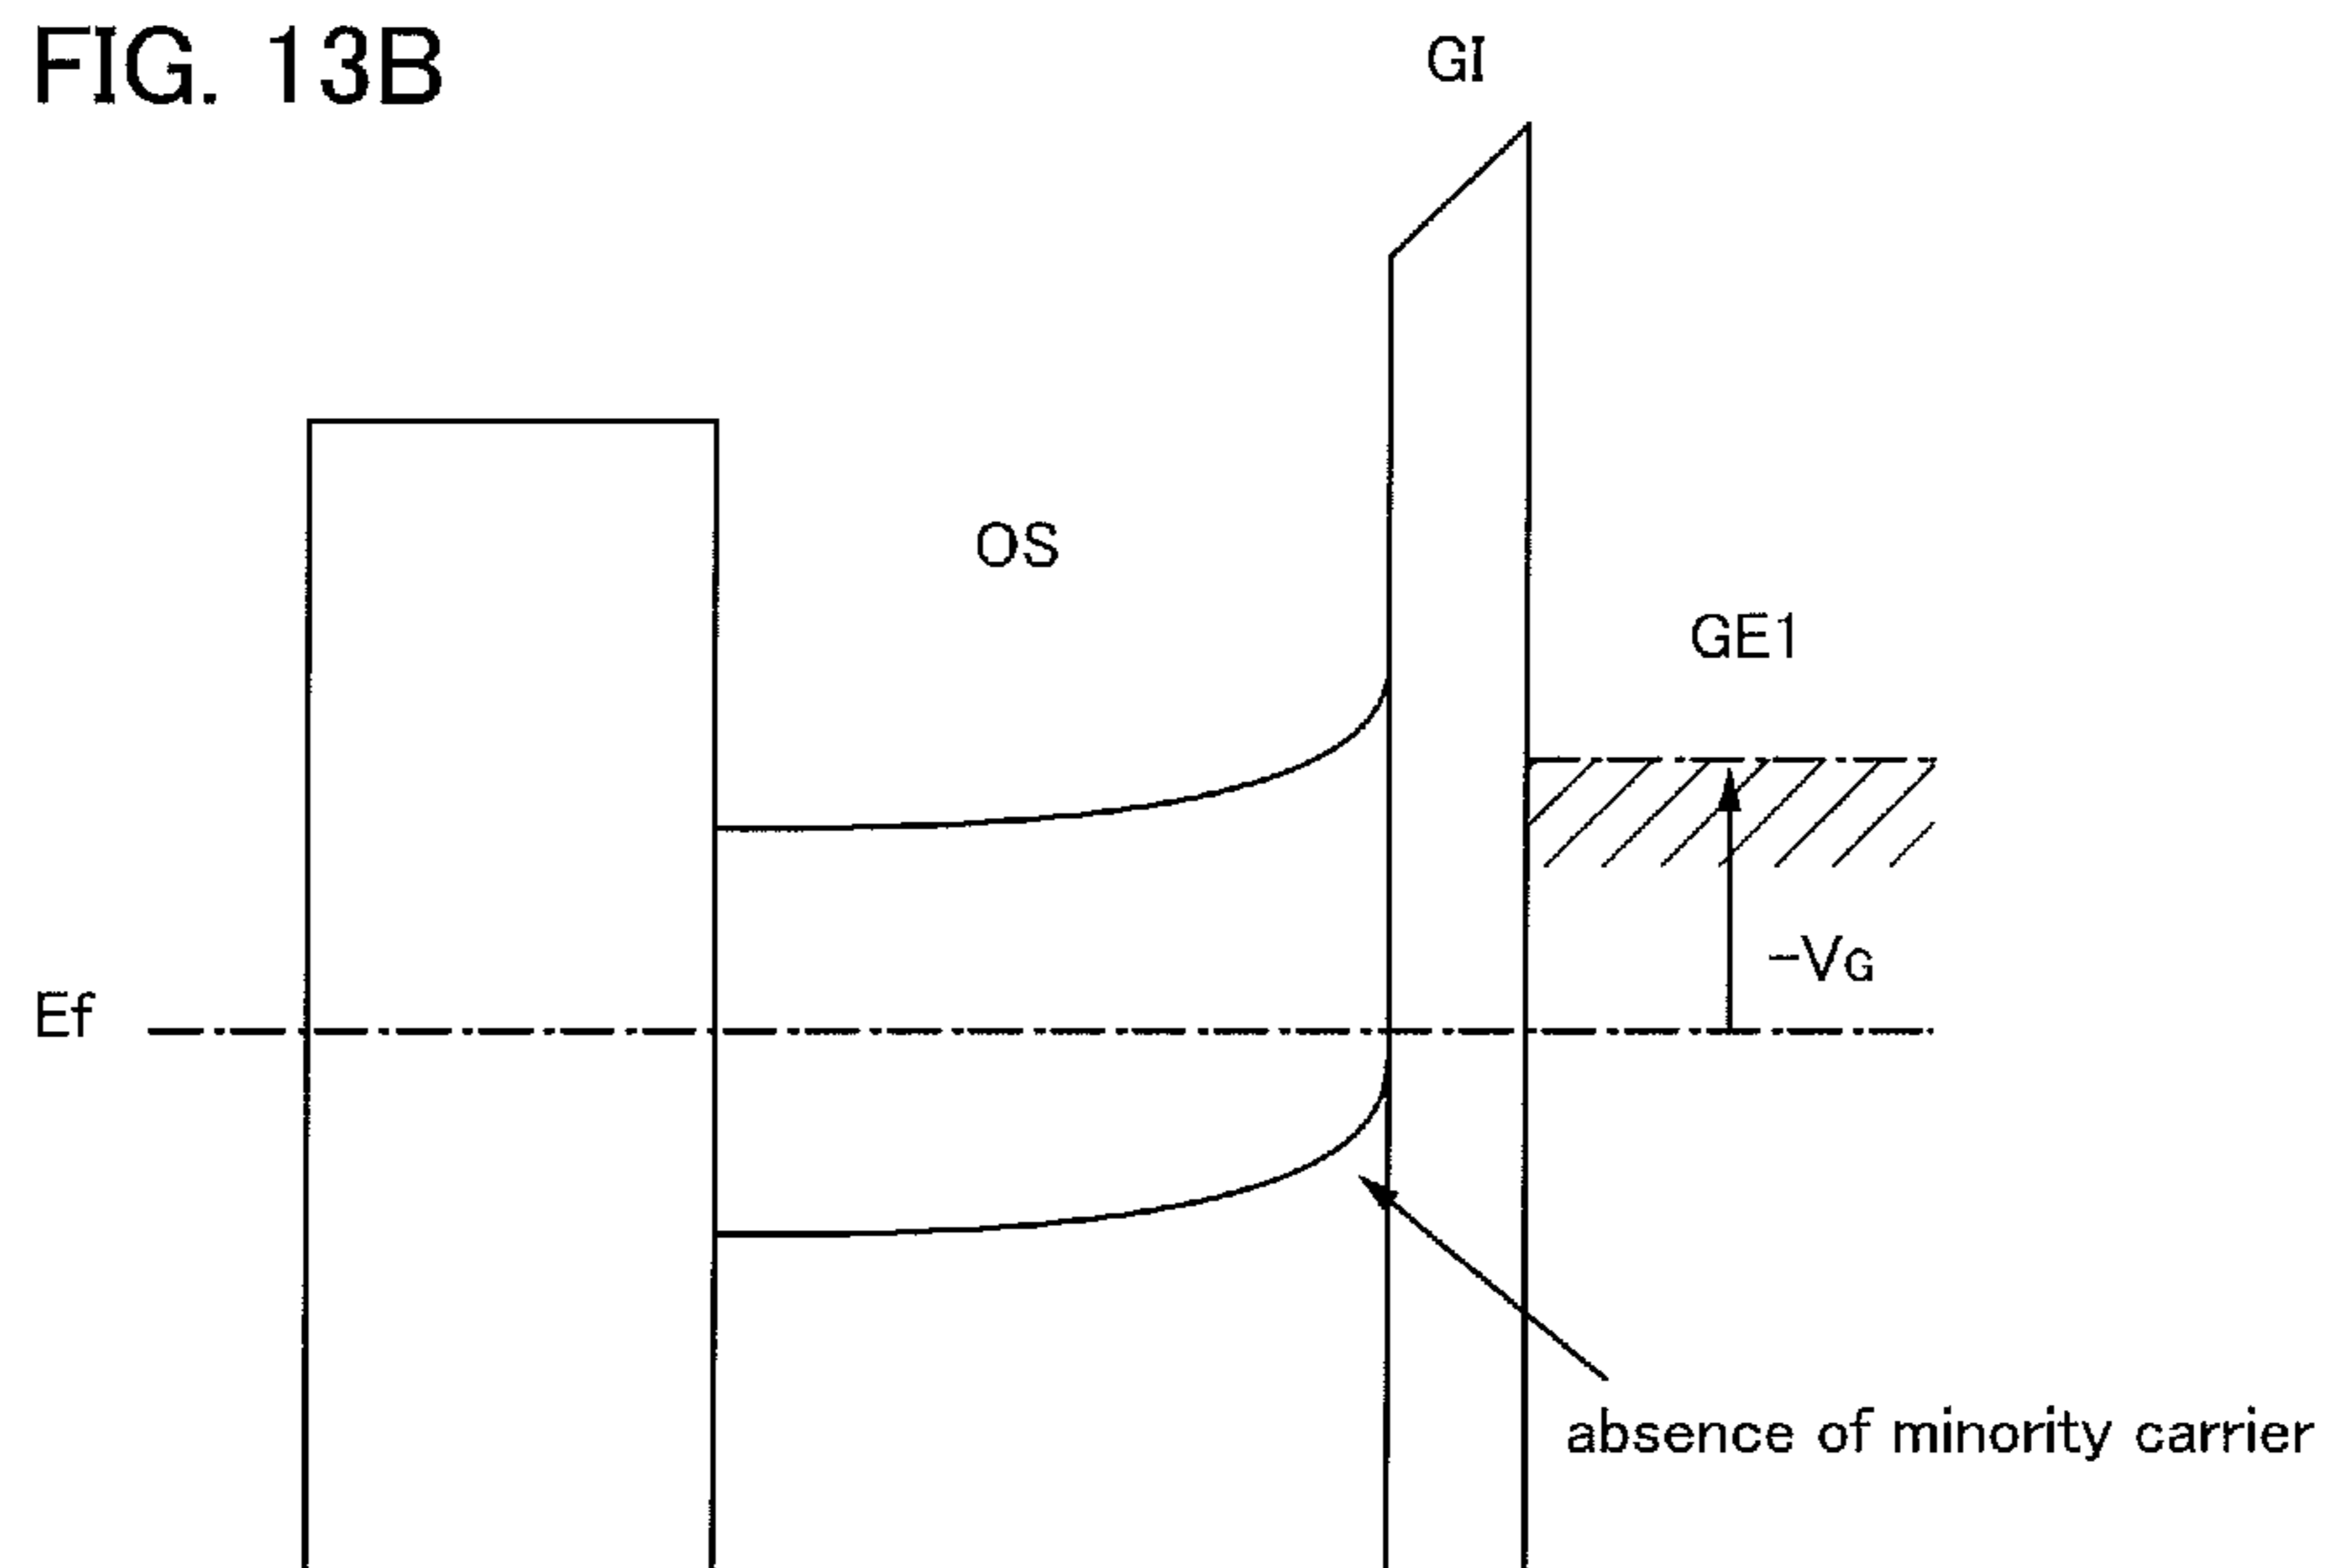 FIG. 13B
GI
OS
GE1
-VG
Ef
absence of minority carrier